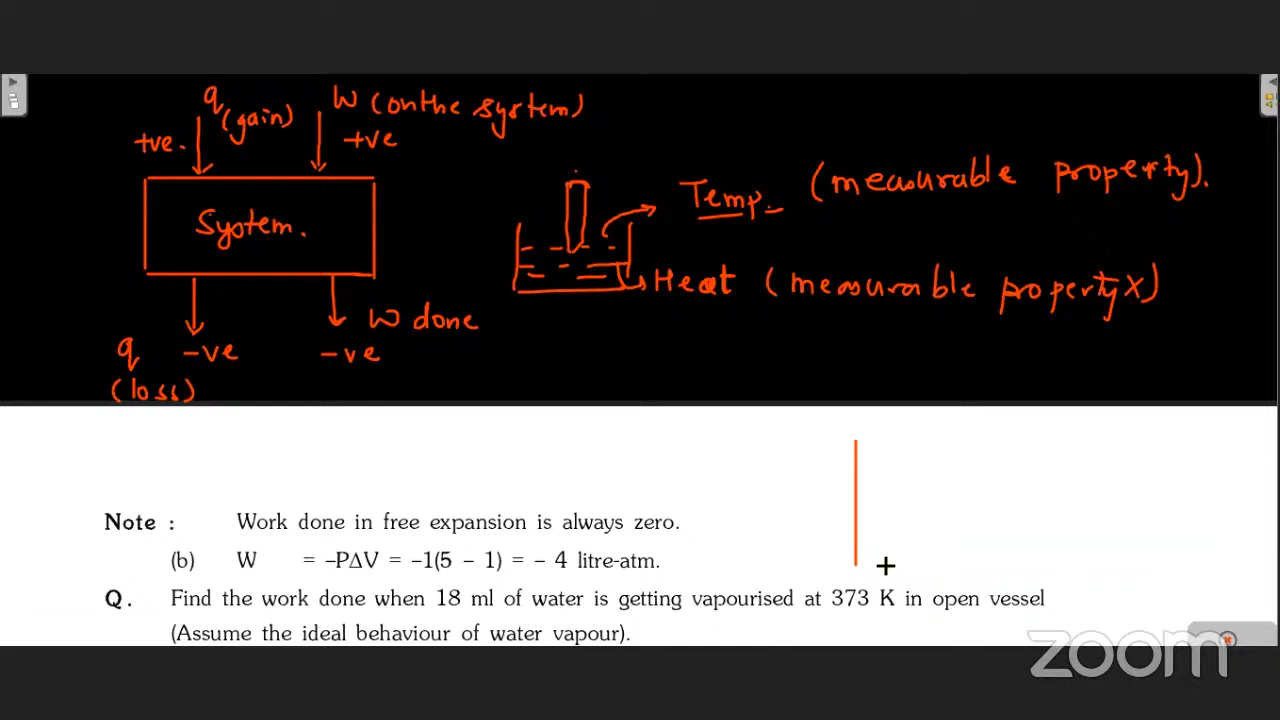 q (gain) W (on the system)
+ve. +ve
System.
q -ve -ve W done
(loss)
Temp. (measurable property).
Heat (measurable property X)
Note : Work done in free expansion is always zero.
(b) W = –PΔV = –1(5 – 1) = – 4 litre-atm.
Q. Find the work done when 18 ml of water is getting vapourised at 373 K in open vessel
(Assume the ideal behaviour of water vapour).
zoom